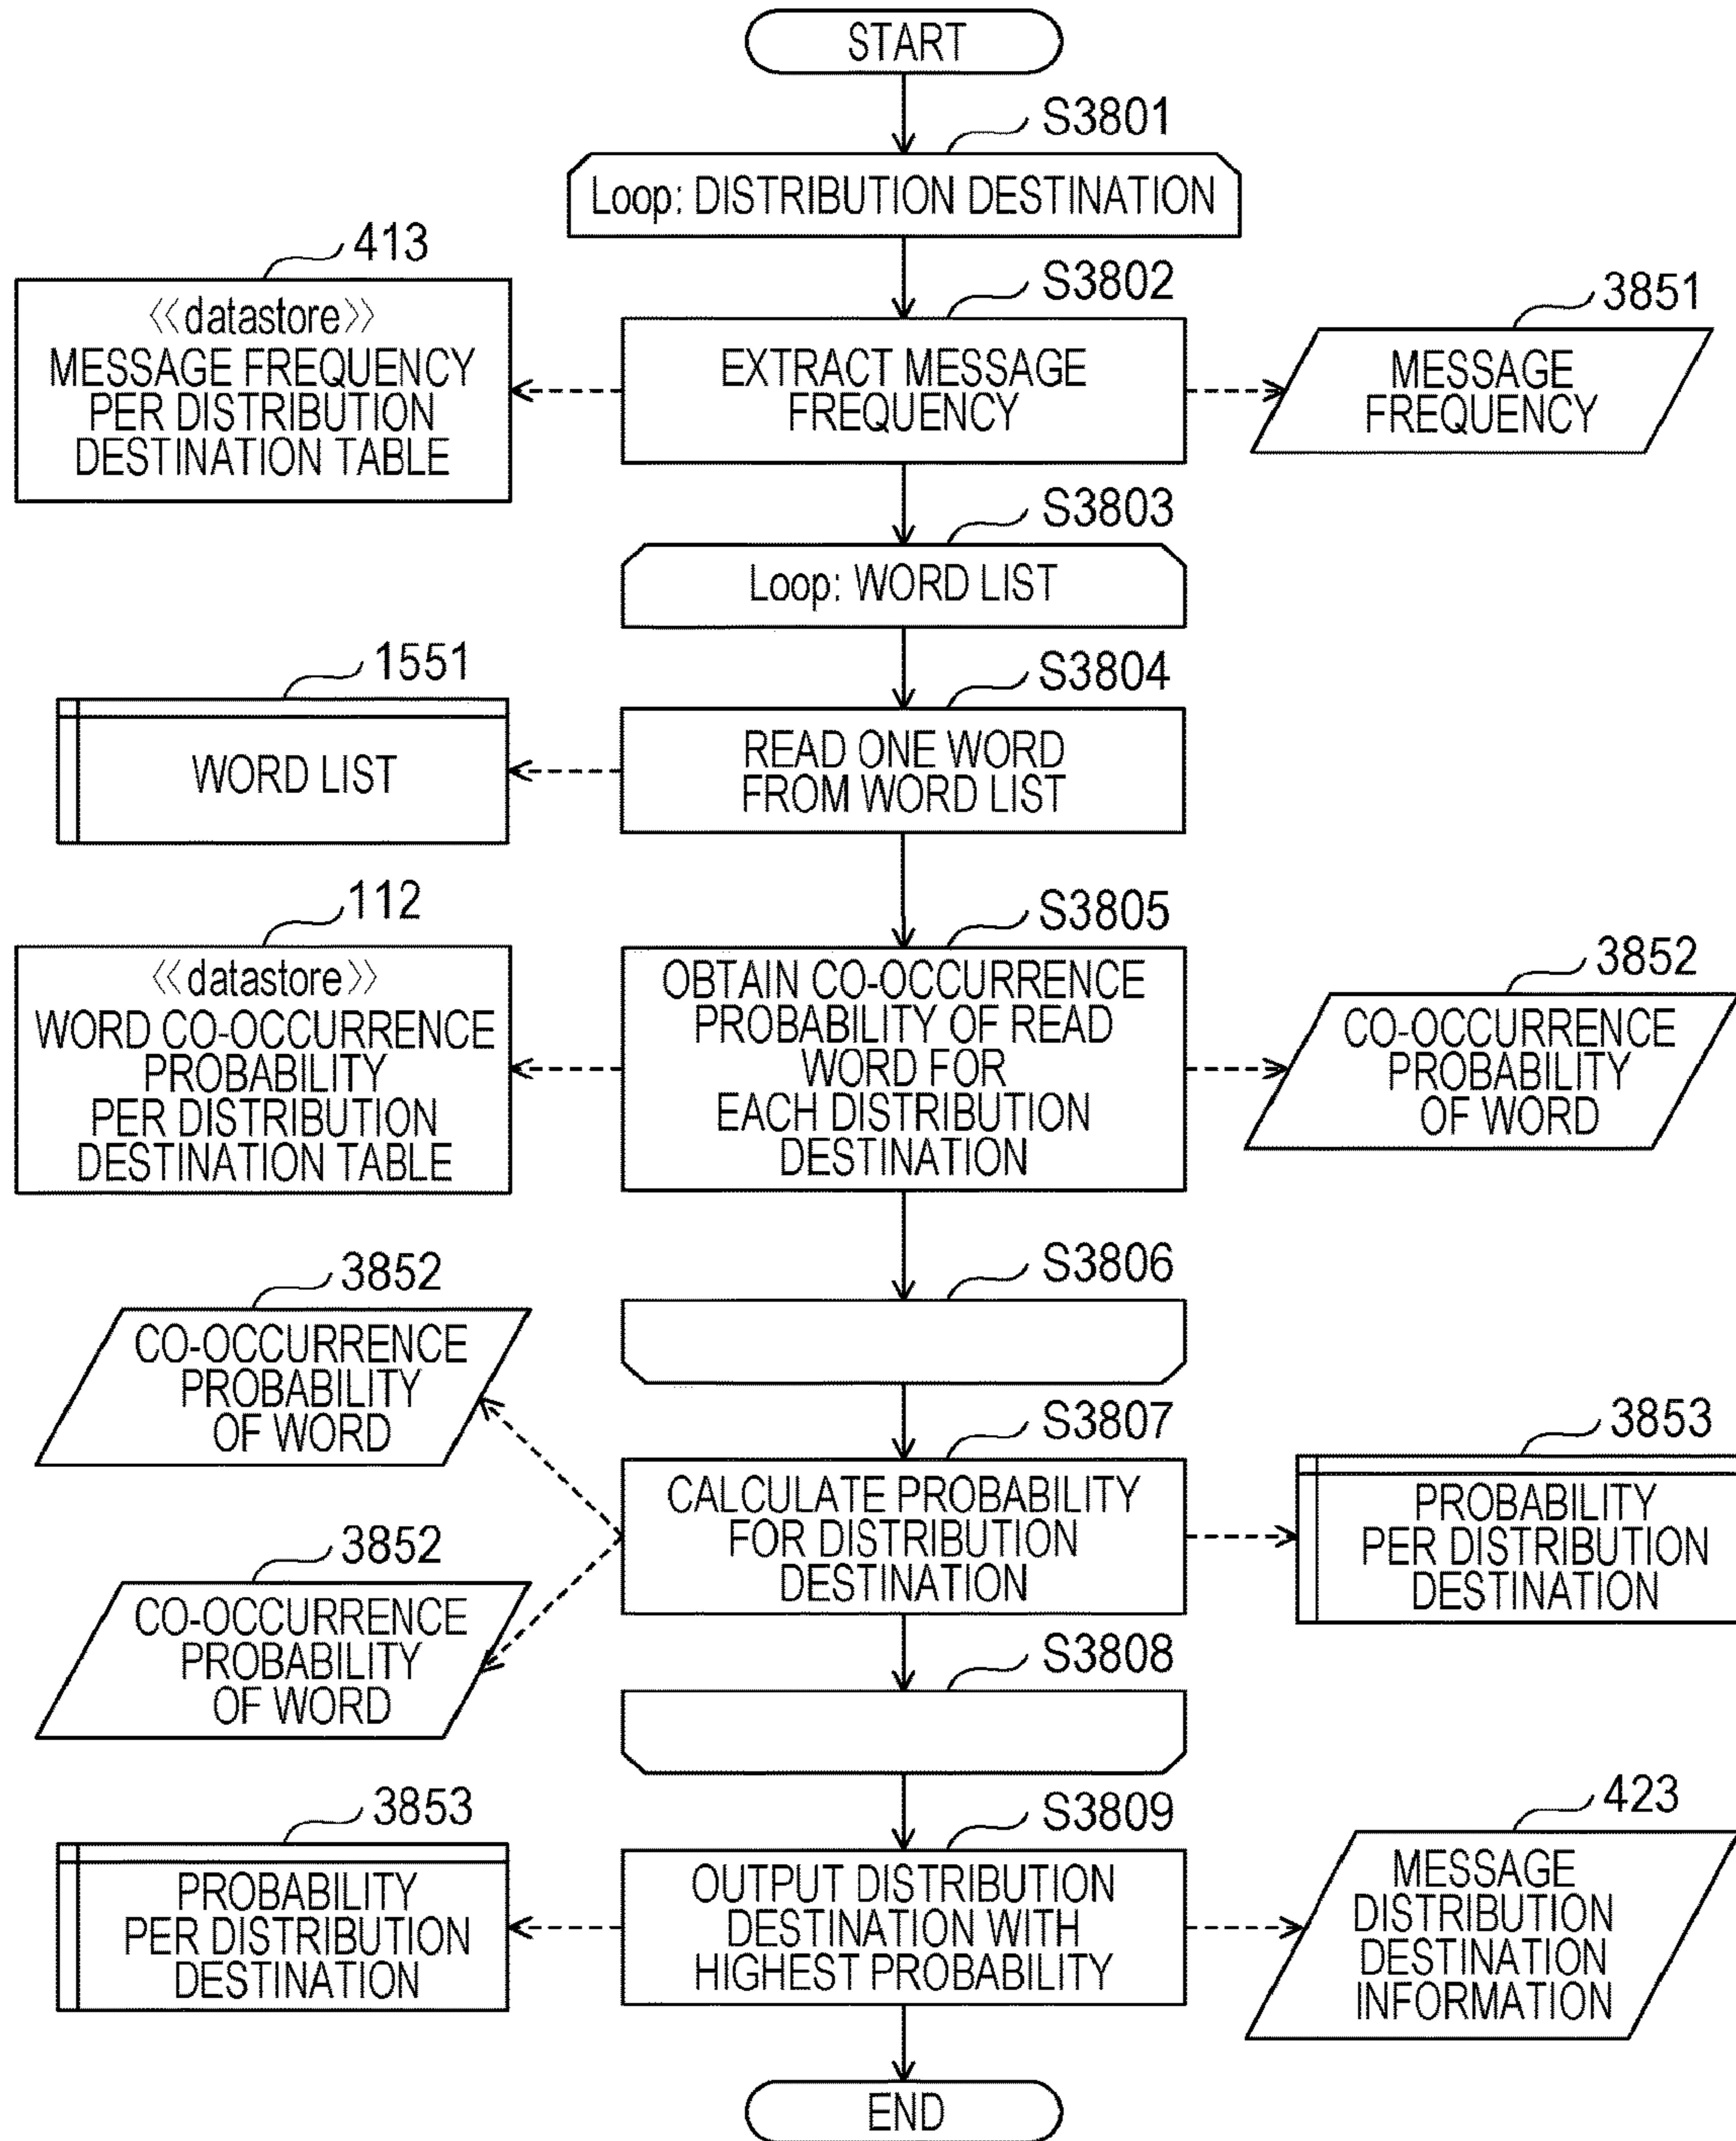 START
S3801
Loop: DISTRIBUTION DESTINATION
413
《datastore》
MESSAGE FREQUENCY
PER DISTRIBUTION
DESTINATION TABLE
S3802
EXTRACT MESSAGE
FREQUENCY
3851
MESSAGE
FREQUENCY
S3803
Loop: WORD LIST
1551
WORD LIST
S3804
READ ONE WORD
FROM WORD LIST
112
《datastore》
WORD CO-OCCURRENCE
PROBABILITY
PER DISTRIBUTION
DESTINATION TABLE
S3805
OBTAIN CO-OCCURRENCE
PROBABILITY OF READ
WORD FOR
EACH DISTRIBUTION
DESTINATION
3852
CO-OCCURRENCE
PROBABILITY
OF WORD
S3806
3852
CO-OCCURRENCE
PROBABILITY
OF WORD
S3807
CALCULATE PROBABILITY
FOR DISTRIBUTION
DESTINATION
3853
PROBABILITY
PER DISTRIBUTION
DESTINATION
3852
CO-OCCURRENCE
PROBABILITY
OF WORD
S3808
3853
PROBABILITY
PER DISTRIBUTION
DESTINATION
S3809
OUTPUT DISTRIBUTION
DESTINATION WITH
HIGHEST PROBABILITY
423
MESSAGE
DISTRIBUTION
DESTINATION
INFORMATION
END